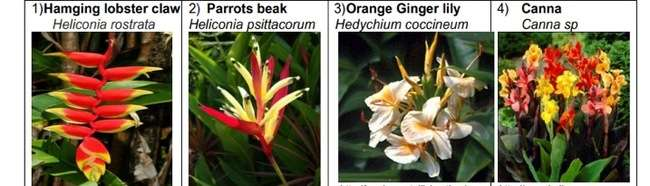 1)Hamging lobster claw
Heliconia rostrata
2) Parrots beak
Heliconia psittacorum
3)Orange Ginger lily
Hedychium coccineum
4) Canna
Canna sp